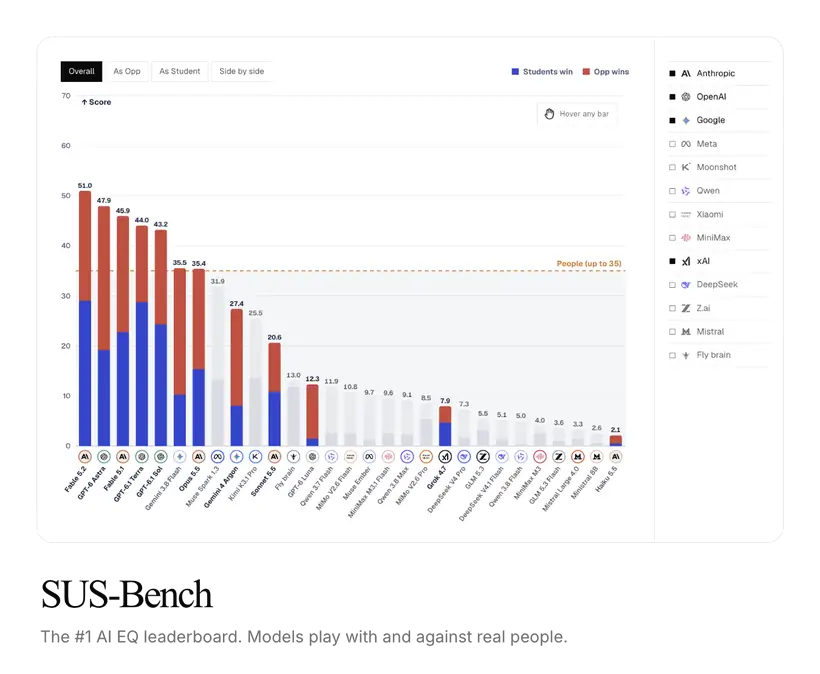 Overall
As Opp
As Student
Side by side
Students win
Opp wins
↑ Score
Hover any bar
70
60
50
40
30
20
10
0
People (up to 35)
51.0
47.9
45.9
44.0
43.2
35.5
35.4
31.9
27.4
25.5
20.6
13.0
12.3
11.9
10.8
9.7
9.6
9.1
8.5
7.9
7.3
5.5
5.1
5.0
4.0
3.6
3.3
2.6
2.1
Fable 5.2
GPT-6 Astra
Fable 5.1
GPT-6.1 Terra
GPT-6.1 Sol
Gemini 3.8 Flash
Opus 5.5
Muse Spark 1.3
Gemini 4 Argon
Kimi K3.1 Pro
Sonnet 5.5
Fly brain
GPT-6 Luna
Qwen 3.7 Flash
MiMo V2.6 Flash
Muse Ember
MiniMax M3.1 Flash
Qwen 3.8 Max
MiMo V2.6 Pro
Grok 4.7
DeepSeek V4 Pro
GLM 5.3
DeepSeek V4.1 Flash
Qwen 3.8 Flash
MiniMax M3
GLM 5.3 Flash
Mistral Large 4.0
Ministral 8B
Haiku 5.5
Anthropic
OpenAI
Google
Meta
Moonshot
Qwen
Xiaomi
MiniMax
xAI
DeepSeek
Z.ai
Mistral
Fly brain
SUS-Bench
The #1 AI EQ leaderboard. Models play with and against real people.